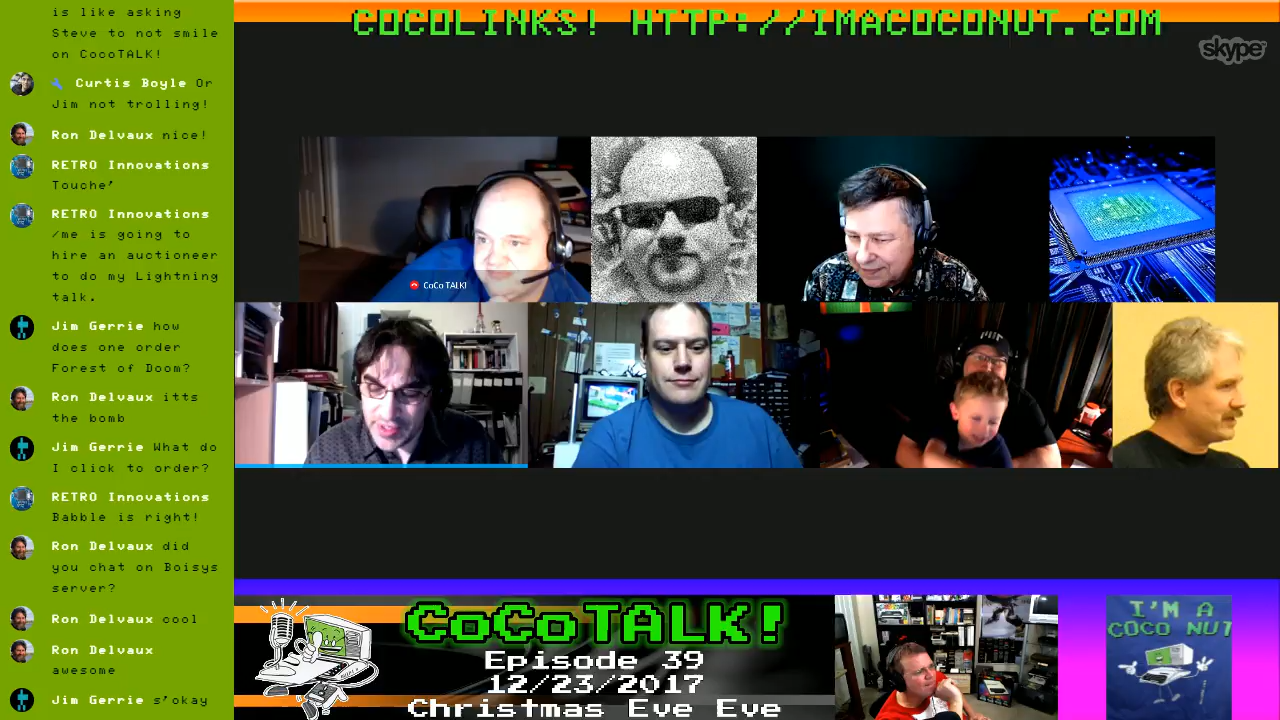 is like asking
Steve to not smile
on CocoTALK!
Curtis Boyle Or
Jim not trolling!
Ron Delvaux nice!
RETRO Innovations
Touche'
RETRO Innovations
/me is going to
hire an auctioneer
to do my Lightning
talk.
Jim Gerrie how
does one order
Forest of Doom?
Ron Delvaux itts
the bomb
Jim Gerrie What do
I click to order?
RETRO Innovations
Babble is right!
Ron Delvaux did
you chat on Boisys
server?
Ron Delvaux cool
Ron Delvaux
awesome
Jim Gerrie s'okay
COCOLINKS! HTTP://IMACOCONUT.COM
skype
CoCo TALK!
CoCoTALK!
Episode 39
12/23/2017
Christmas Eve Eve
I'M A
COCO NUT